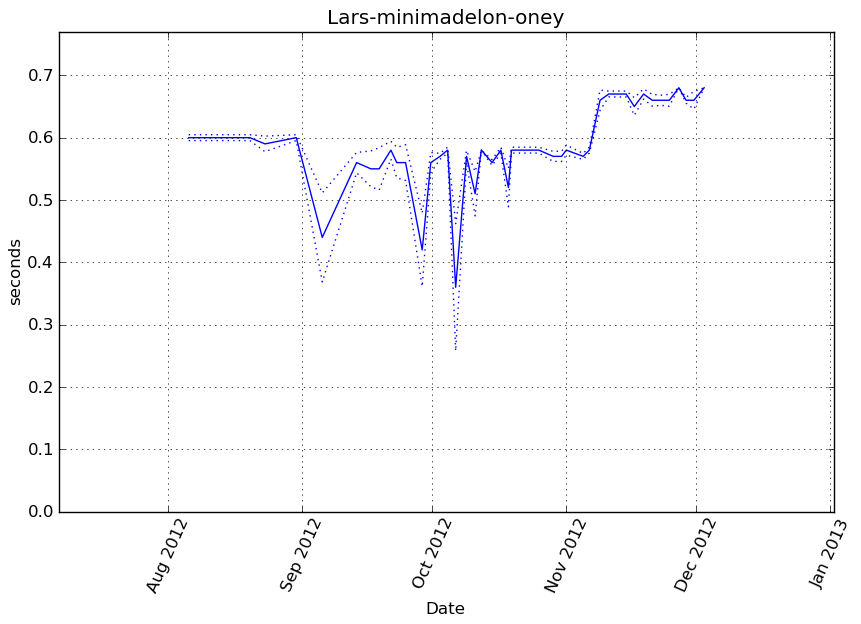 Lars-minimadelon-oney
0.7
0.6
0.5
0.4
0.3
0.2
0.1
0.0
seconds
Aug 2012
Sep 2012
Oct 2012
Nov 2012
Dec 2012
Jan 2013
Date